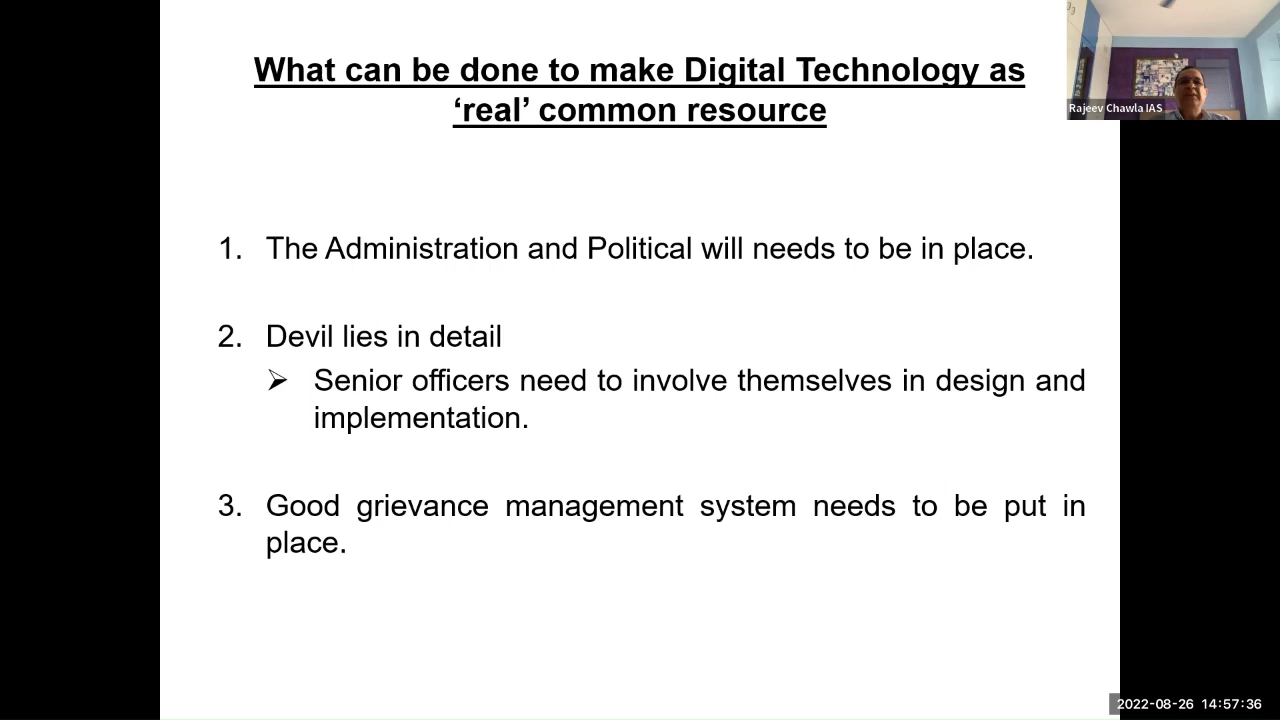 What can be done to make Digital Technology as
‘real’ common resource
Rajeev Chawla IAS
1. The Administration and Political will needs to be in place.
2. Devil lies in detail
➢ Senior officers need to involve themselves in design and
implementation.
3. Good grievance management system needs to be put in
place.
2022-08-26 14:57:36